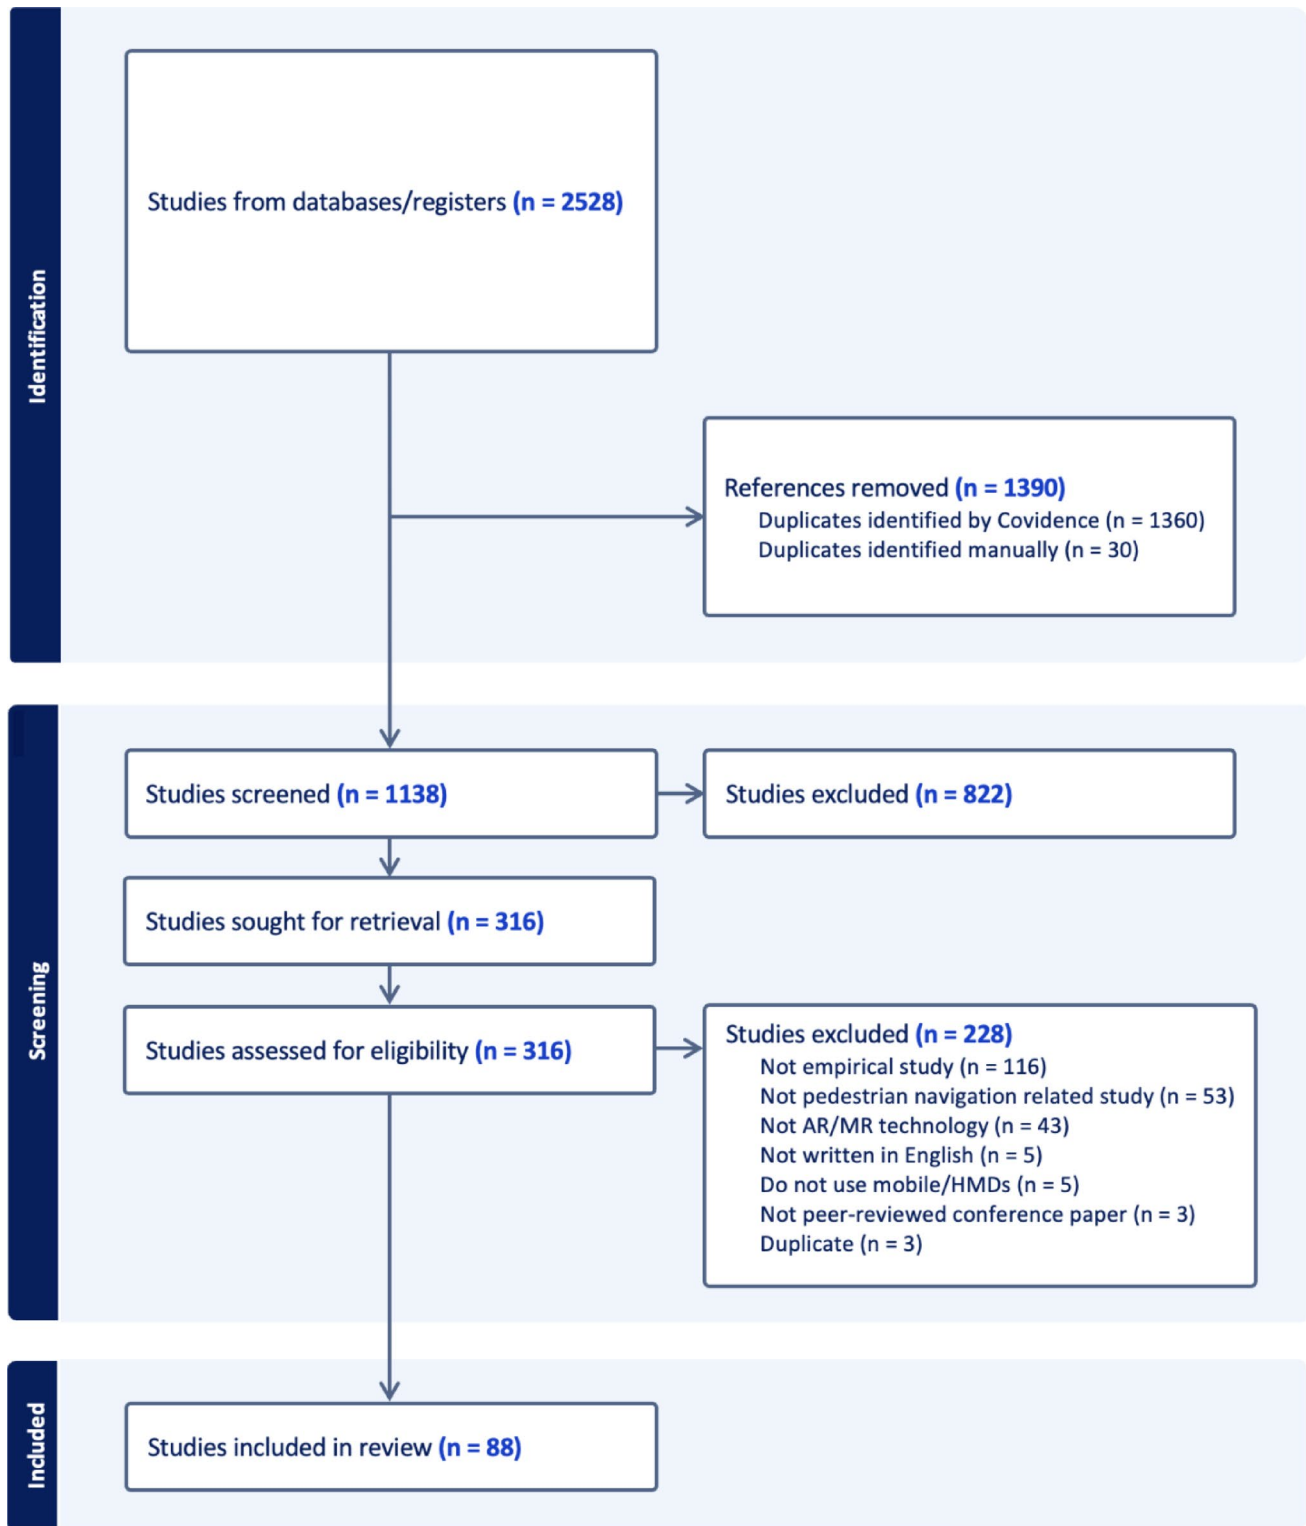 Identification
Studies from databases/registers (n = 2528)
References removed (n = 1390)
Duplicates identified by Covidence (n = 1360)
Duplicates identified manually (n = 30)
Screening
Studies screened (n = 1138)
Studies excluded (n = 822)
Studies sought for retrieval (n = 316)
Studies assessed for eligibility (n = 316)
Studies excluded (n = 228)
Not empirical study (n = 116)
Not pedestrian navigation related study (n = 53)
Not AR/MR technology (n = 43)
Not written in English (n = 5)
Do not use mobile/HMDs (n = 5)
Not peer-reviewed conference paper (n = 3)
Duplicate (n = 3)
Included
Studies included in review (n = 88)